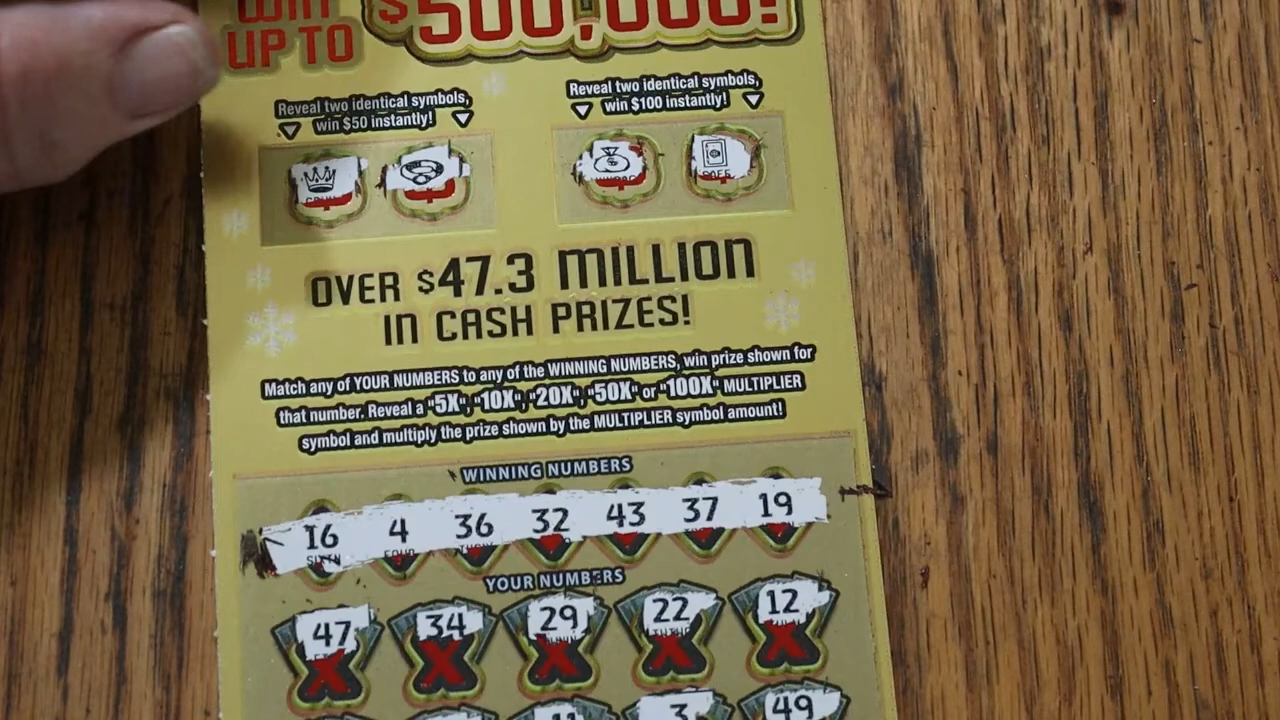 WIN
UP TO
$500,000!
Reveal two identical symbols,
win $50 instantly!
Reveal two identical symbols,
win $100 instantly!
OVER $47.3 MILLION
IN CASH PRIZES!
Match any of YOUR NUMBERS to any of the WINNING NUMBERS, win prize shown for
that number. Reveal a "5X", "10X", "20X", "50X" or "100X" MULTIPLIER
symbol and multiply the prize shown by the MULTIPLIER symbol amount!
WINNING NUMBERS
16 4 36 32 43 37 19
YOUR NUMBERS
47 34 29 22 12
11 3 49